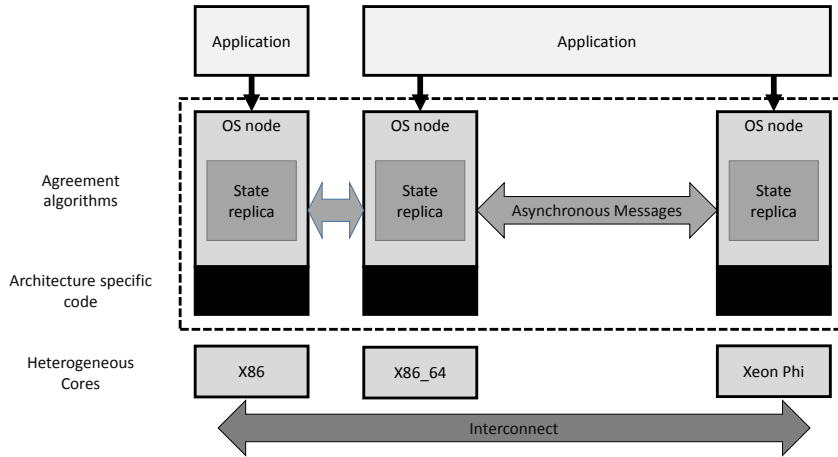 Application
Application
OS node
OS node
OS node
Agreement
algorithms
State
replica
State
replica
Asynchronous Messages
State
replica
Architecture specific
code
Heterogeneous
Cores
X86
X86_64
Xeon Phi
Interconnect